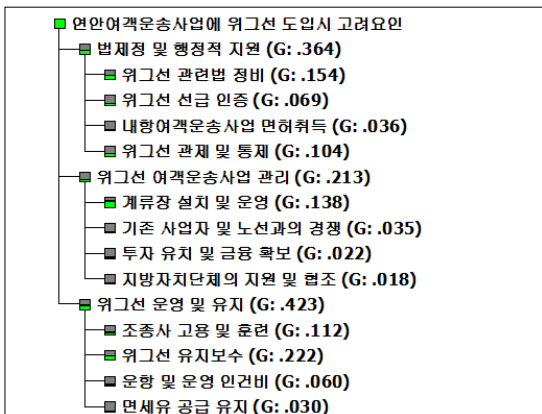 연안여객운송사업에 위그선 도입시 고려요인
법제정 및 행정적 지원 (G: .364)
위그선 관련법 정비 (G: .154)
위그선 선급 인증 (G: .069)
내항여객운송사업 면허취득 (G: .036)
위그선 관제 및 통제 (G: .104)
위그선 여객운송사업 관리 (G: .213)
계류장 설치 및 운영 (G: .138)
기존 사업자 및 노선과의 경쟁 (G: .035)
투자 유치 및 금융 확보 (G: .022)
지방자치단체의 지원 및 협조 (G: .018)
위그선 운영 및 유지 (G: .423)
조종사 고용 및 훈련 (G: .112)
위그선 유지보수 (G: .222)
운항 및 운영 인건비 (G: .060)
면세유 공급 유지 (G: .030)